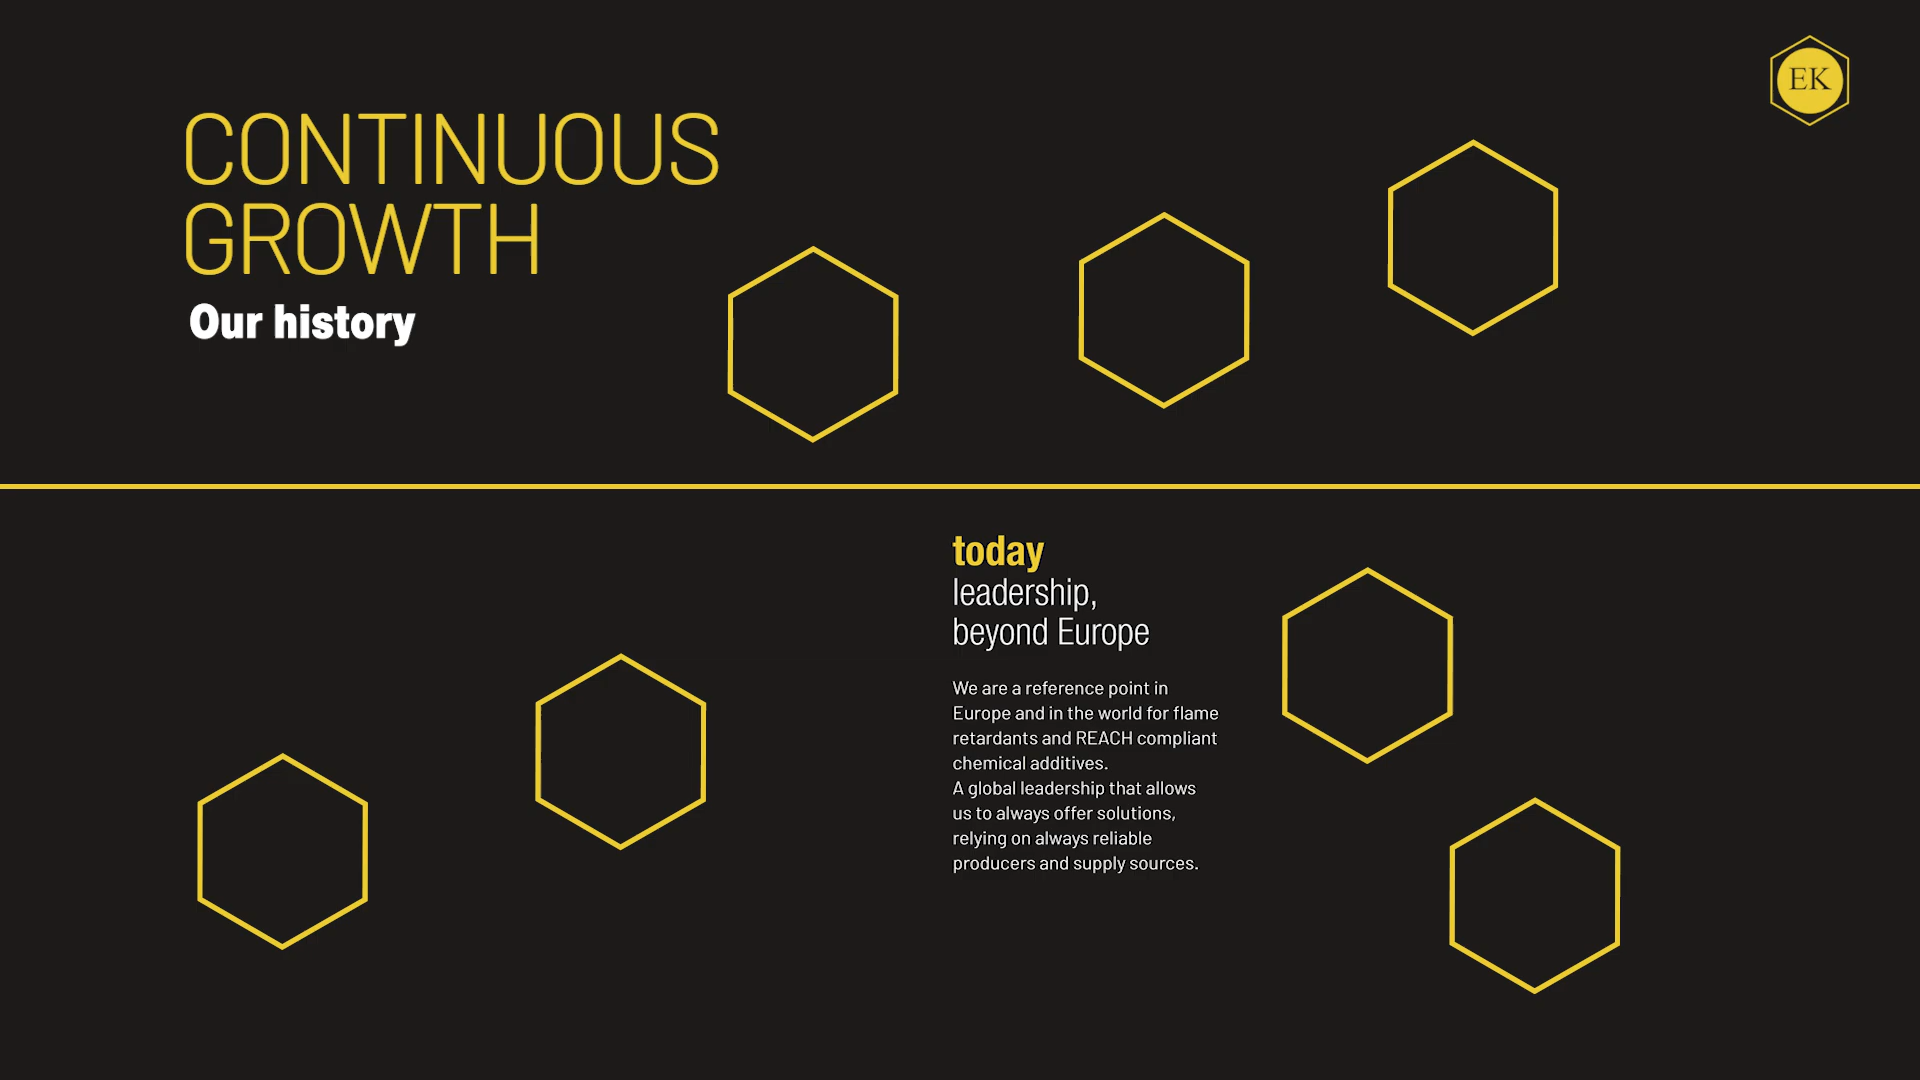 EK
CONTINUOUS
GROWTH
Our history
today
leadership,
beyond Europe
We are a reference point in
Europe and in the world for flame
retardants and REACH compliant
chemical additives.
A global leadership that allows
us to always offer solutions,
relying on always reliable
producers and supply sources.